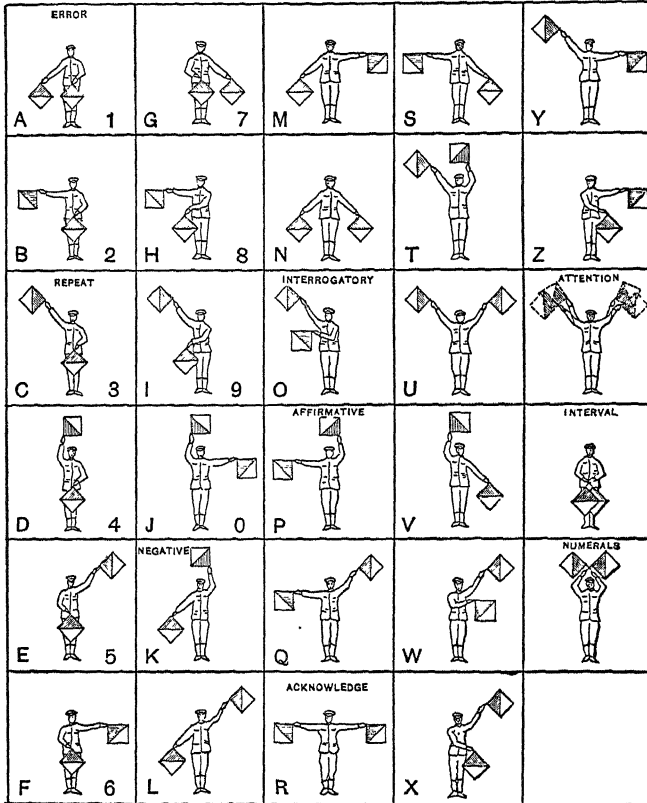 ERROR
A 1 G 7 M S Y
B 2 H 8 N T Z
REPEAT INTERROGATORY ATTENTION
C 3 I 9 O U
AFFIRMATIVE INTERVAL
D 4 J 0 P V
NEGATIVE NUMERALS
E 5 K Q W
ACKNOWLEDGE
F 6 L R X